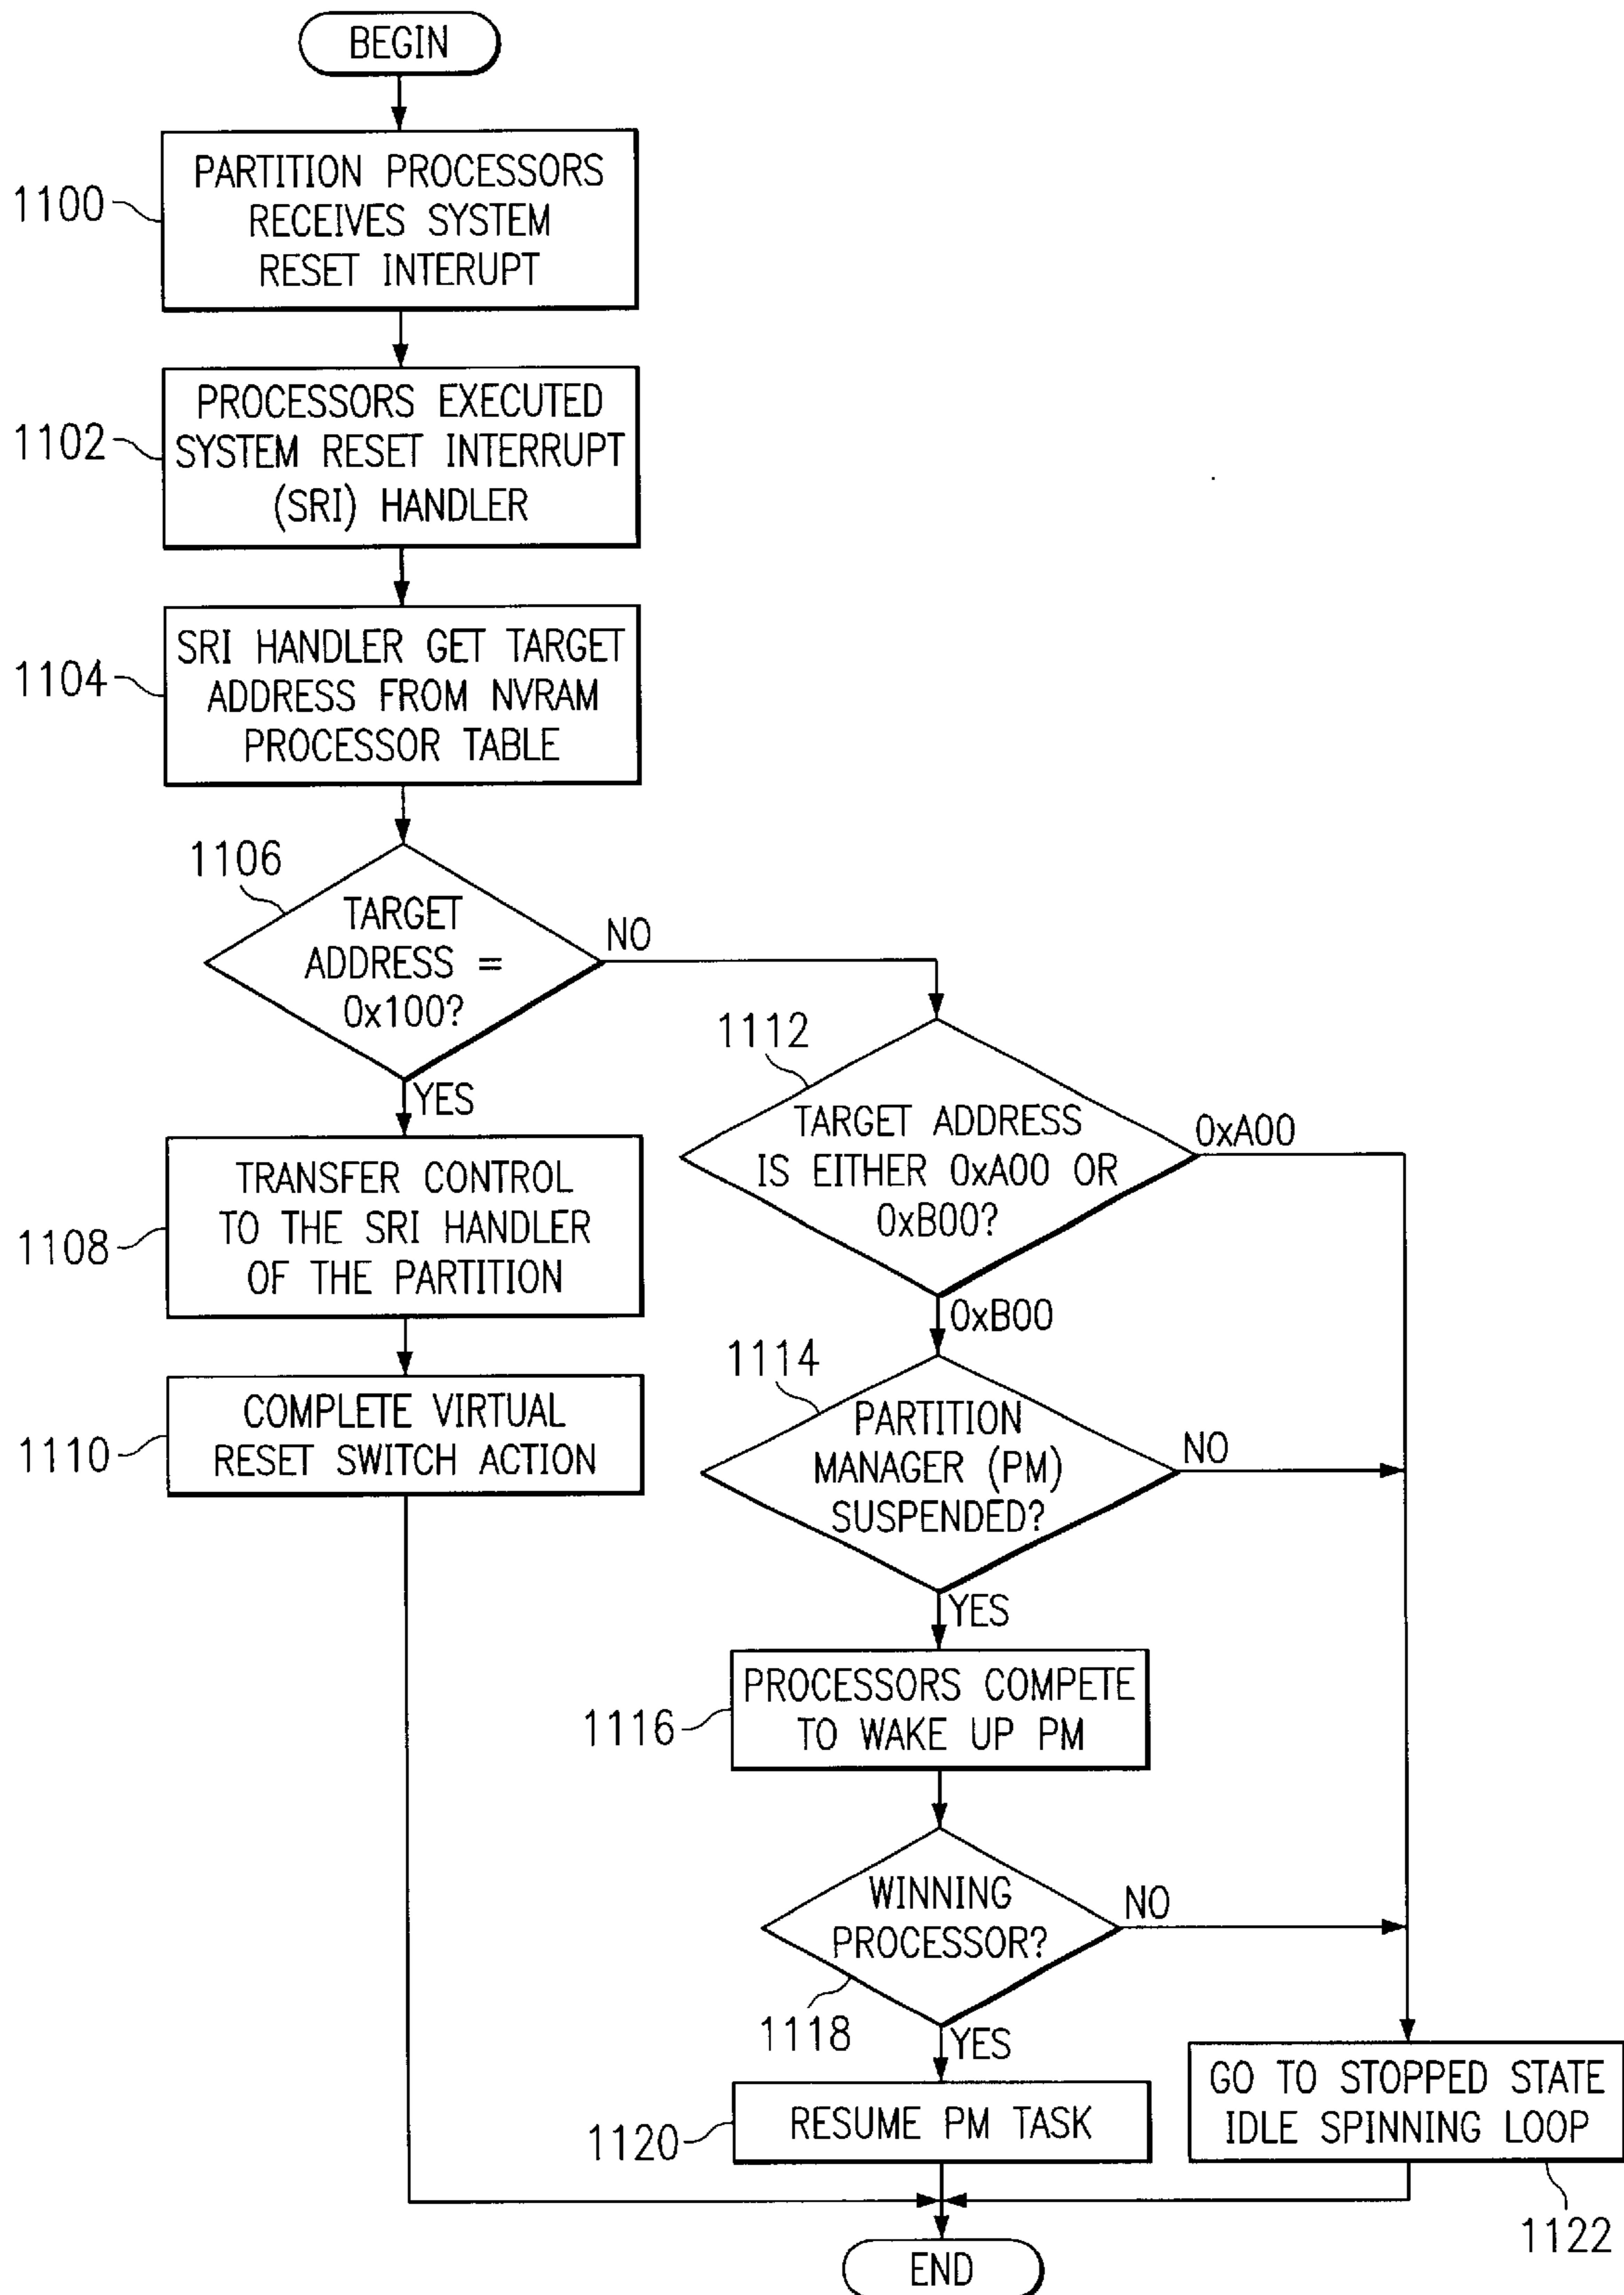 BEGIN
1100
PARTITION PROCESSORS
RECEIVES SYSTEM
RESET INTERUPT
1102
PROCESSORS EXECUTED
SYSTEM RESET INTERRUPT
(SRI) HANDLER
1104
SRI HANDLER GET TARGET
ADDRESS FROM NVRAM
PROCESSOR TABLE
1106
TARGET
ADDRESS =
0x100?
NO
YES
1108
TRANSFER CONTROL
TO THE SRI HANDLER
OF THE PARTITION
1110
COMPLETE VIRTUAL
RESET SWITCH ACTION
1112
TARGET ADDRESS
IS EITHER 0xA00 OR
0xB00?
0xA00
0xB00
1114
PARTITION
MANAGER (PM)
SUSPENDED?
NO
YES
1116
PROCESSORS COMPETE
TO WAKE UP PM
WINNING
PROCESSOR?
NO
1118
YES
1120
RESUME PM TASK
GO TO STOPPED STATE
IDLE SPINNING LOOP
1122
END